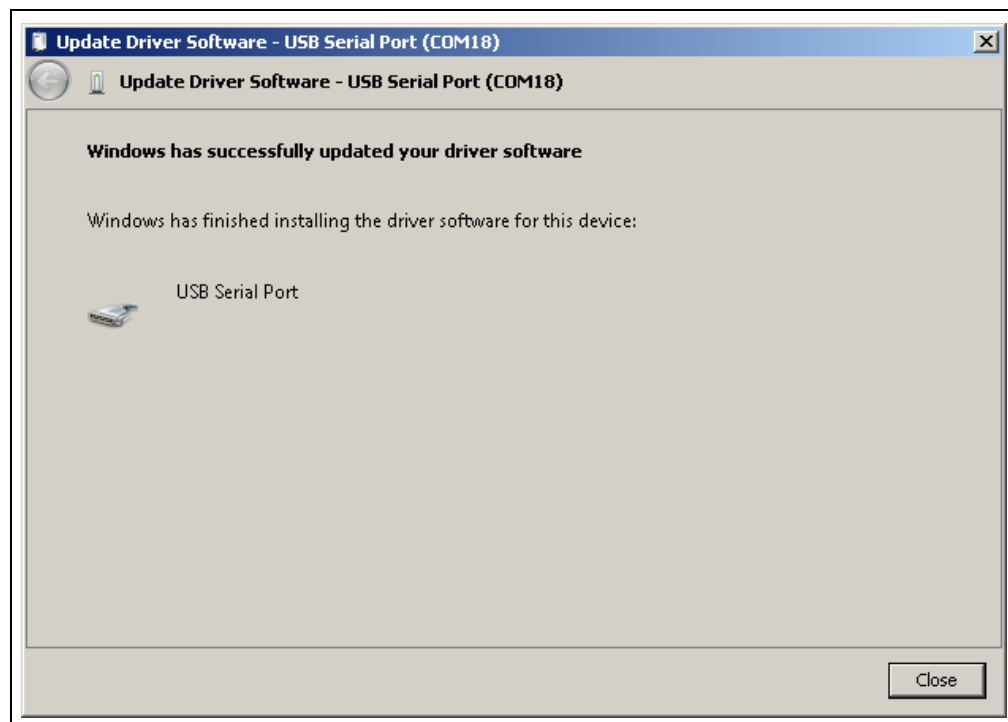 Update Driver Software - USB Serial Port (COM18)
Update Driver Software - USB Serial Port (COM18)
Windows has successfully updated your driver software
Windows has finished installing the driver software for this device:
USB Serial Port
Close